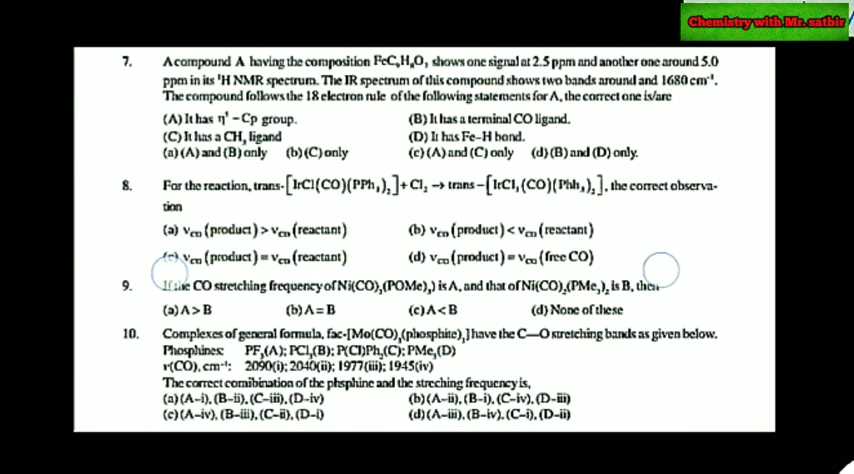 Chemistry with Mr. satbir
7. A compound A having the composition FeC₉H₈O₃ shows one signal at 2.5 ppm and another one around 5.0
ppm in its ¹H NMR spectrum. The IR spectrum of this compound shows two bands around and 1680 cm⁻¹.
The compound follows the 18 electron rule of the following statements for A, the correct one is/are
(A) It has η⁵ – Cp group. (B) It has a terminal CO ligand.
(C) It has a CH₃ ligand (D) It has Fe–H bond.
(a) (A) and (B) only (b) (C) only (c) (A) and (C) only (d) (B) and (D) only.
8. For the reaction, trans-[IrCl(CO)(PPh₃)₂] + Cl₂ → trans – [IrCl₃(CO)(Phh₃)₂], the correct observa-
tion
(a) νCO (product) > νCO (reactant) (b) νCO (product) < νCO (reactant)
(c) νCO (product) = νCO (reactant) (d) νCO (product) = νCO (free CO)
9. If the CO stretching frequency of Ni(CO)₃(POMe)₃) is A, and that of Ni(CO)₂(PMe₃)₂ is B, then
(a) A > B (b) A = B (c) A < B (d) None of these
10. Complexes of general formula, fac-[Mo(CO)₃(phosphite)₃] have the C—O stretching bands as given below.
Phosphines: PF₃(A); PCl₃(B); P(Cl)Ph₂(C); PMe₃(D)
ν(CO), cm⁻¹: 2090(i); 2040(ii); 1977(iii); 1945(iv)
The correct comibination of the phsphine and the streching frequency is,
(a) (A–i), (B–ii), (C–iii), (D–iv) (b) (A–ii), (B–i), (C–iv), (D–iii)
(c) (A–iv), (B–iii), (C–ii), (D–i) (d) (A–iii), (B–iv), (C–i), (D–ii)